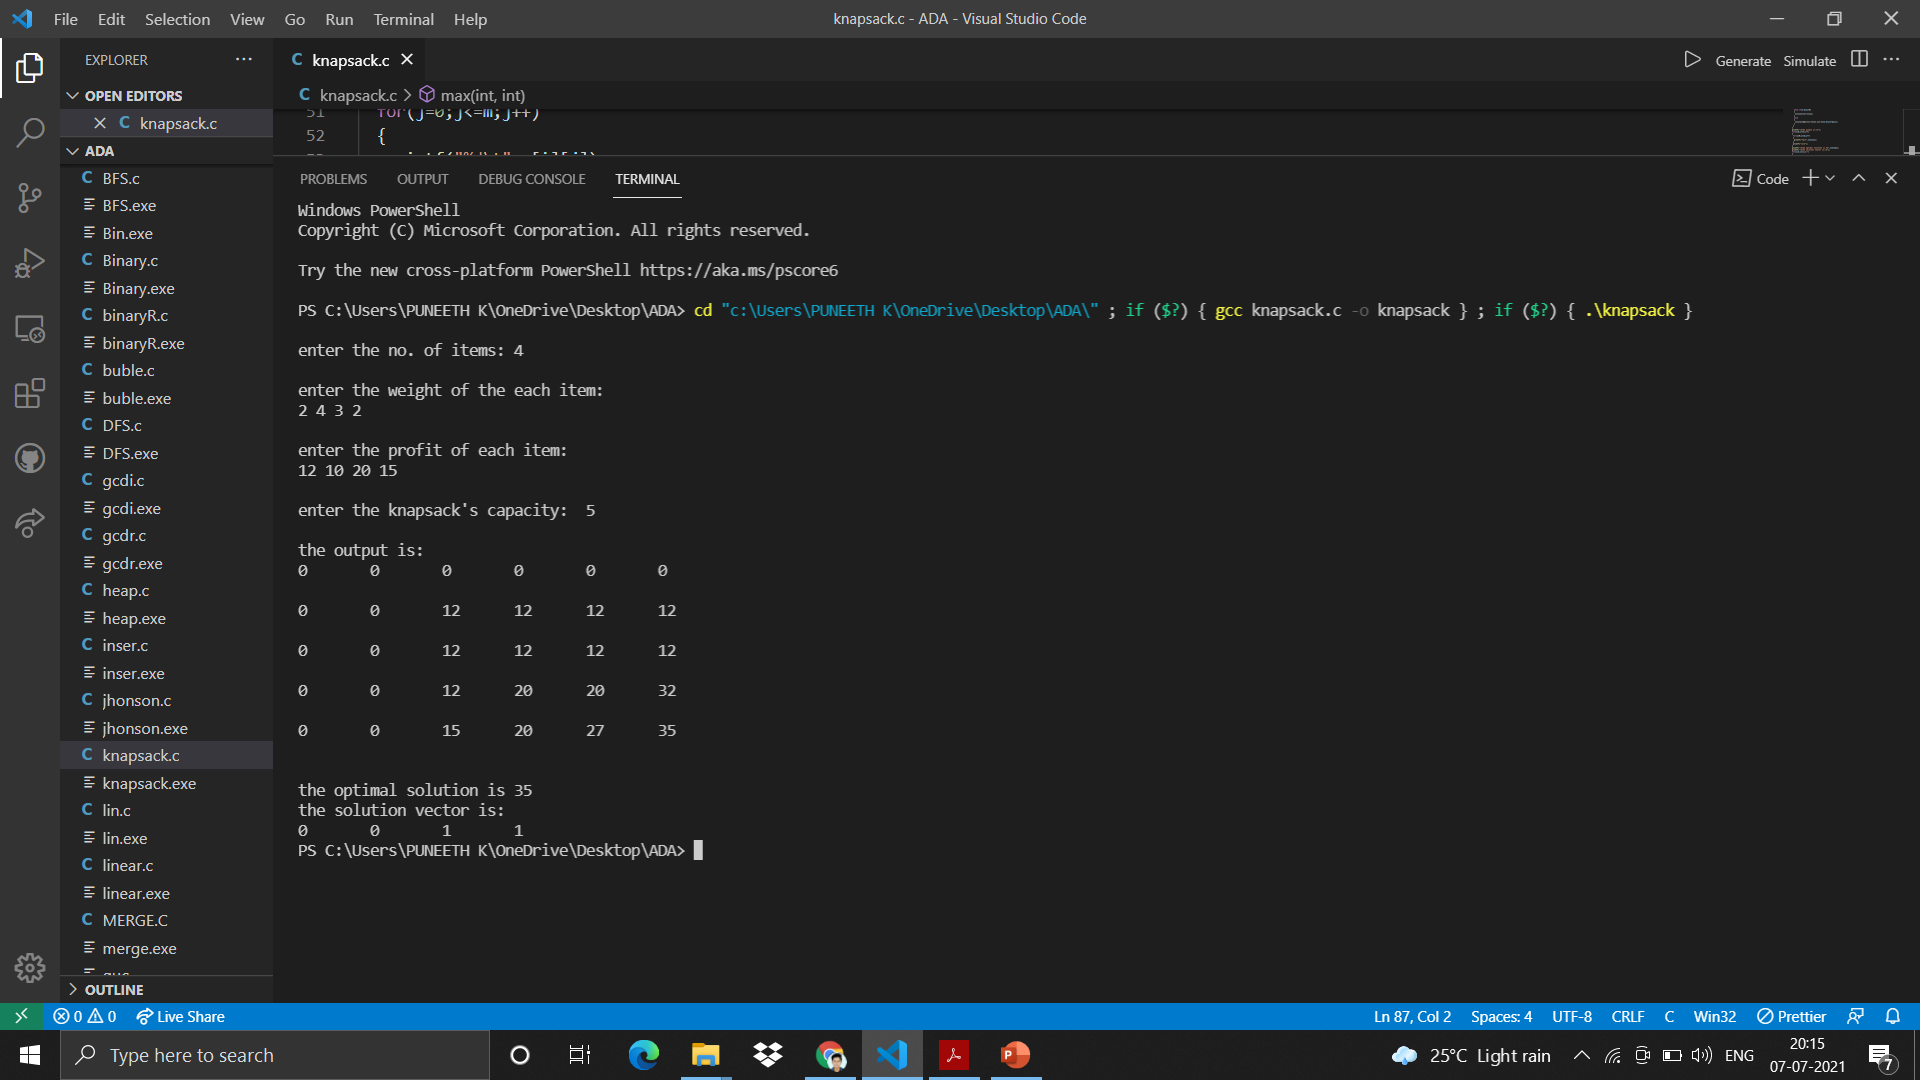 File Edit Selection View Go Run Terminal Help
knapsack.c - ADA - Visual Studio Code
EXPLORER
OPEN EDITORS
knapsack.c
ADA
BFS.c
BFS.exe
Bin.exe
Binary.c
Binary.exe
binaryR.c
binaryR.exe
buble.c
buble.exe
DFS.c
DFS.exe
gcdi.c
gcdi.exe
gcdr.c
gcdr.exe
heap.c
heap.exe
inser.c
inser.exe
jhonson.c
jhonson.exe
knapsack.c
knapsack.exe
lin.c
lin.exe
linear.c
linear.exe
MERGE.C
merge.exe
OUTLINE
knapsack.c
Generate Simulate
knapsack.c > max(int, int)
51 for(j=0;j<=m;j++)
52 {
PROBLEMS OUTPUT DEBUG CONSOLE TERMINAL
Code
Windows PowerShell
Copyright (C) Microsoft Corporation. All rights reserved.
Try the new cross-platform PowerShell https://aka.ms/pscore6
PS C:\Users\PUNEETH K\OneDrive\Desktop\ADA> cd "c:\Users\PUNEETH K\OneDrive\Desktop\ADA\" ; if ($?) { gcc knapsack.c -o knapsack } ; if ($?) { .\knapsack }
enter the no. of items: 4
enter the weight of the each item:
2 4 3 2
enter the profit of each item:
12 10 20 15
enter the knapsack's capacity:  5
the output is:
0 0 0 0 0 0
0 0 12 12 12 12
0 0 12 12 12 12
0 0 12 20 20 32
0 0 15 20 27 35
the optimal solution is 35
the solution vector is:
0 0 1 1
PS C:\Users\PUNEETH K\OneDrive\Desktop\ADA>
0 0 Live Share
Ln 87, Col 2 Spaces: 4 UTF-8 CRLF C Win32 Prettier
Type here to search
25°C Light rain
ENG
20:15
07-07-2021
7